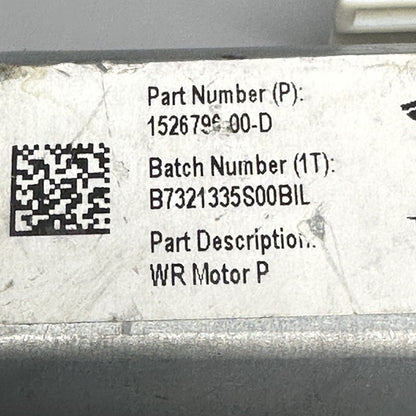 Part Number (P):
1526796-00-D
Batch Number (1T):
B7321335S00BIL
Part Description:
WR Motor P